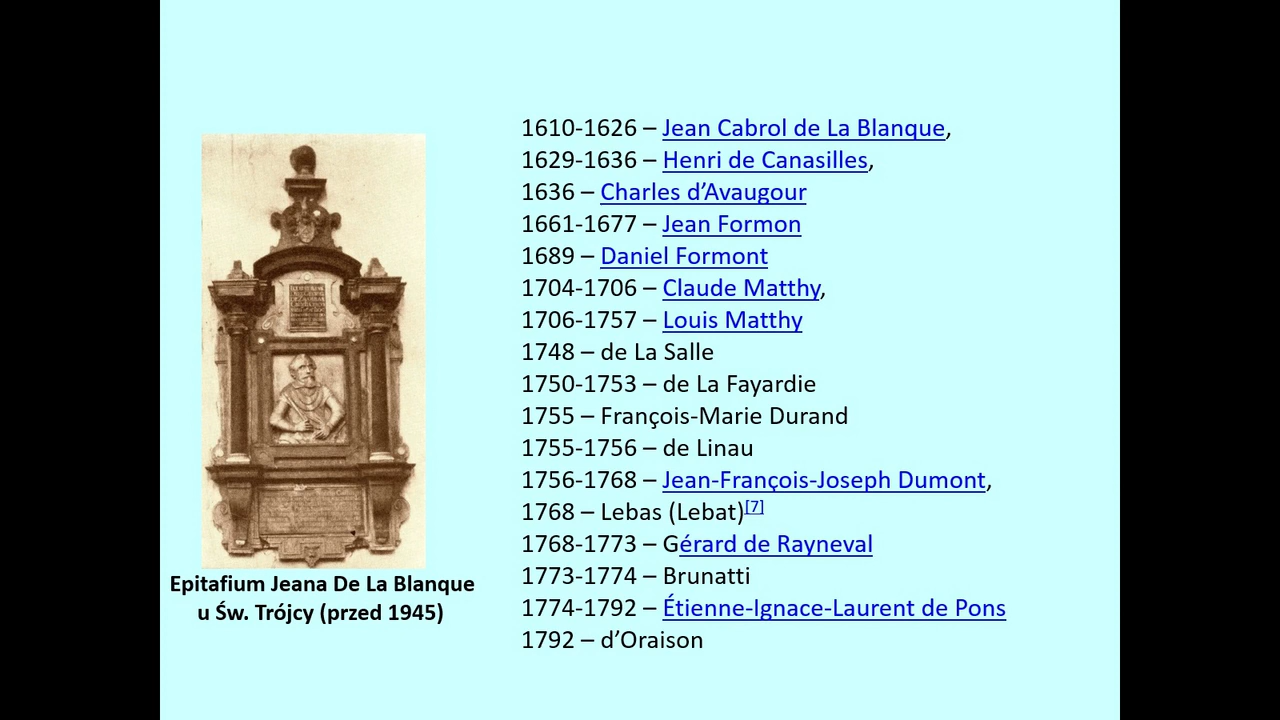 1610-1626 – Jean Cabrol de La Blanque,
1629-1636 – Henri de Canasilles,
1636 – Charles d’Avaugour
1661-1677 – Jean Formon
1689 – Daniel Formont
1704-1706 – Claude Matthy,
1706-1757 – Louis Matthy
1748 – de La Salle
1750-1753 – de La Fayardie
1755 – François-Marie Durand
1755-1756 – de Linau
1756-1768 – Jean-François-Joseph Dumont,
1768 – Lebas (Lebat)[7]
1768-1773 – Gérard de Rayneval
1773-1774 – Brunatti
1774-1792 – Étienne-Ignace-Laurent de Pons
1792 – d’Oraison
Epitafium Jeana De La Blanque
u Św. Trójcy (przed 1945)